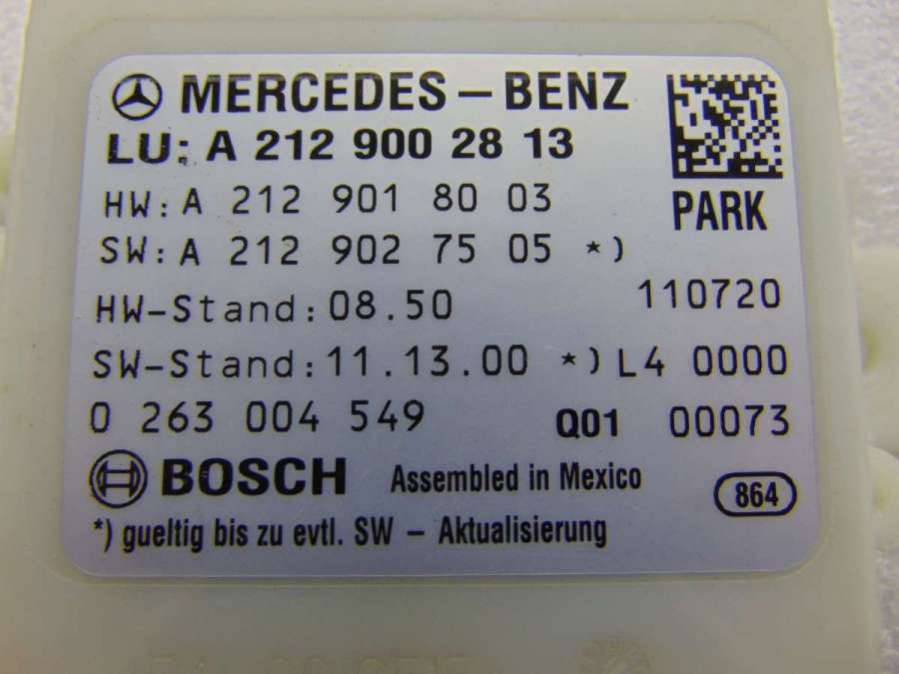 MERCEDES – BENZ
LU: A 212 900 28 13
HW: A 212 901 80 03
PARK
SW: A 212 902 75 05 *)
HW-Stand: 08.50
110720
SW-Stand: 11.13.00 *) L4 0000
0 263 004 549 Q01 00073
BOSCH Assembled in Mexico
864
*) gueltig bis zu evtl. SW – Aktualisierung